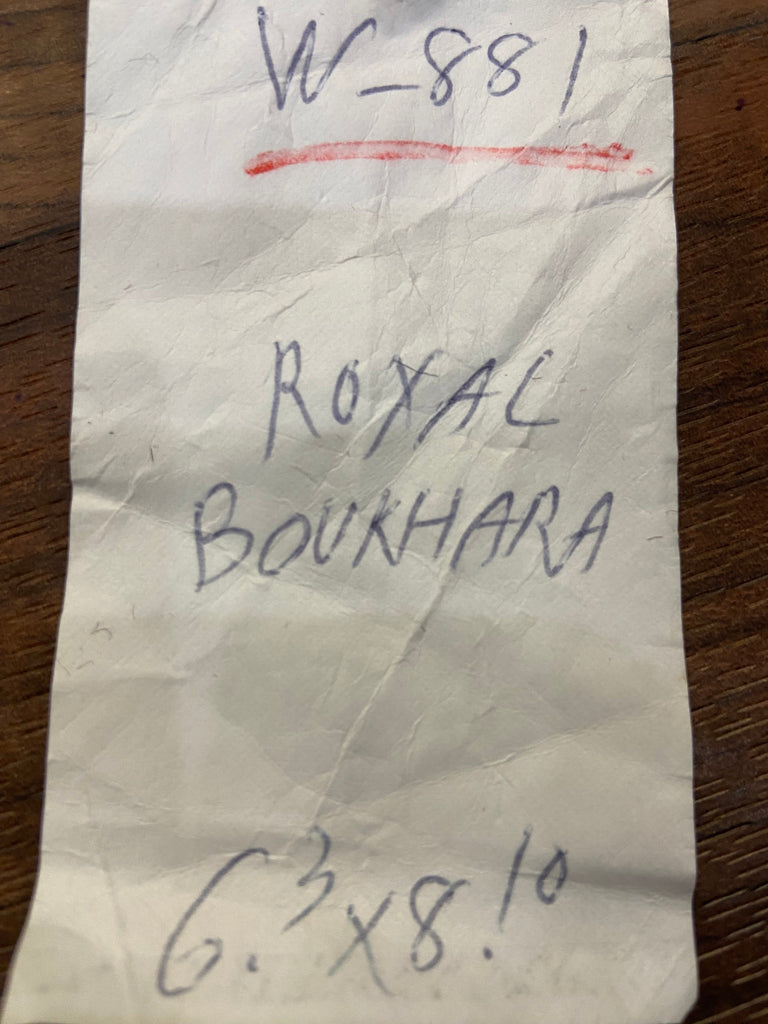 W-881
ROYAL
BOUKHARA
6.3x8.10